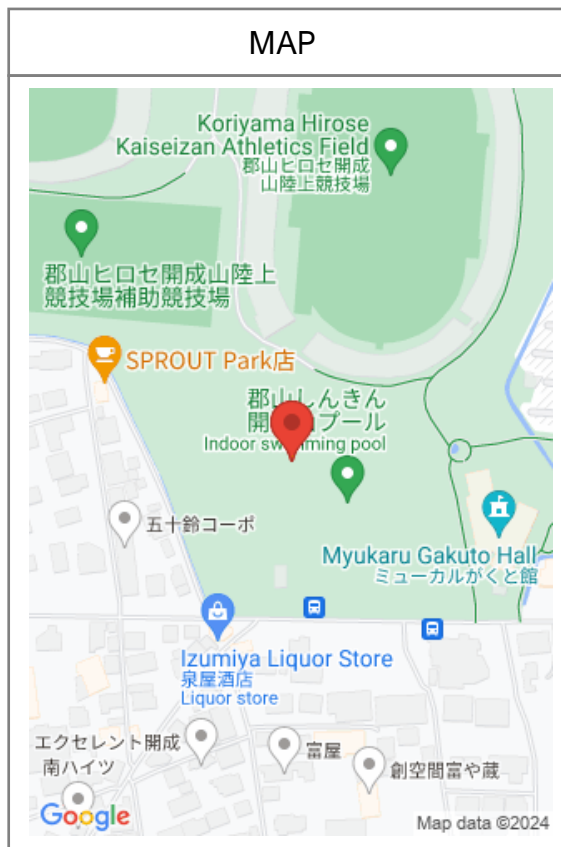 MAP
Koriyama Hirose
Kaiseizan Athletics Field
郡山ヒロセ開成
山陸上競技場
郡山ヒロセ開成山陸上
競技場補助競技場
SPROUT Park店
郡山しんきん
開 プール
Indoor swimming pool
五十鈴コーポ
Myukaru Gakuto Hall
ミューカルがくと館
Izumiya Liquor Store
泉屋酒店
Liquor store
エクセレント開成
南ハイツ
富屋
創空間富や蔵
Google
Map data ©2024